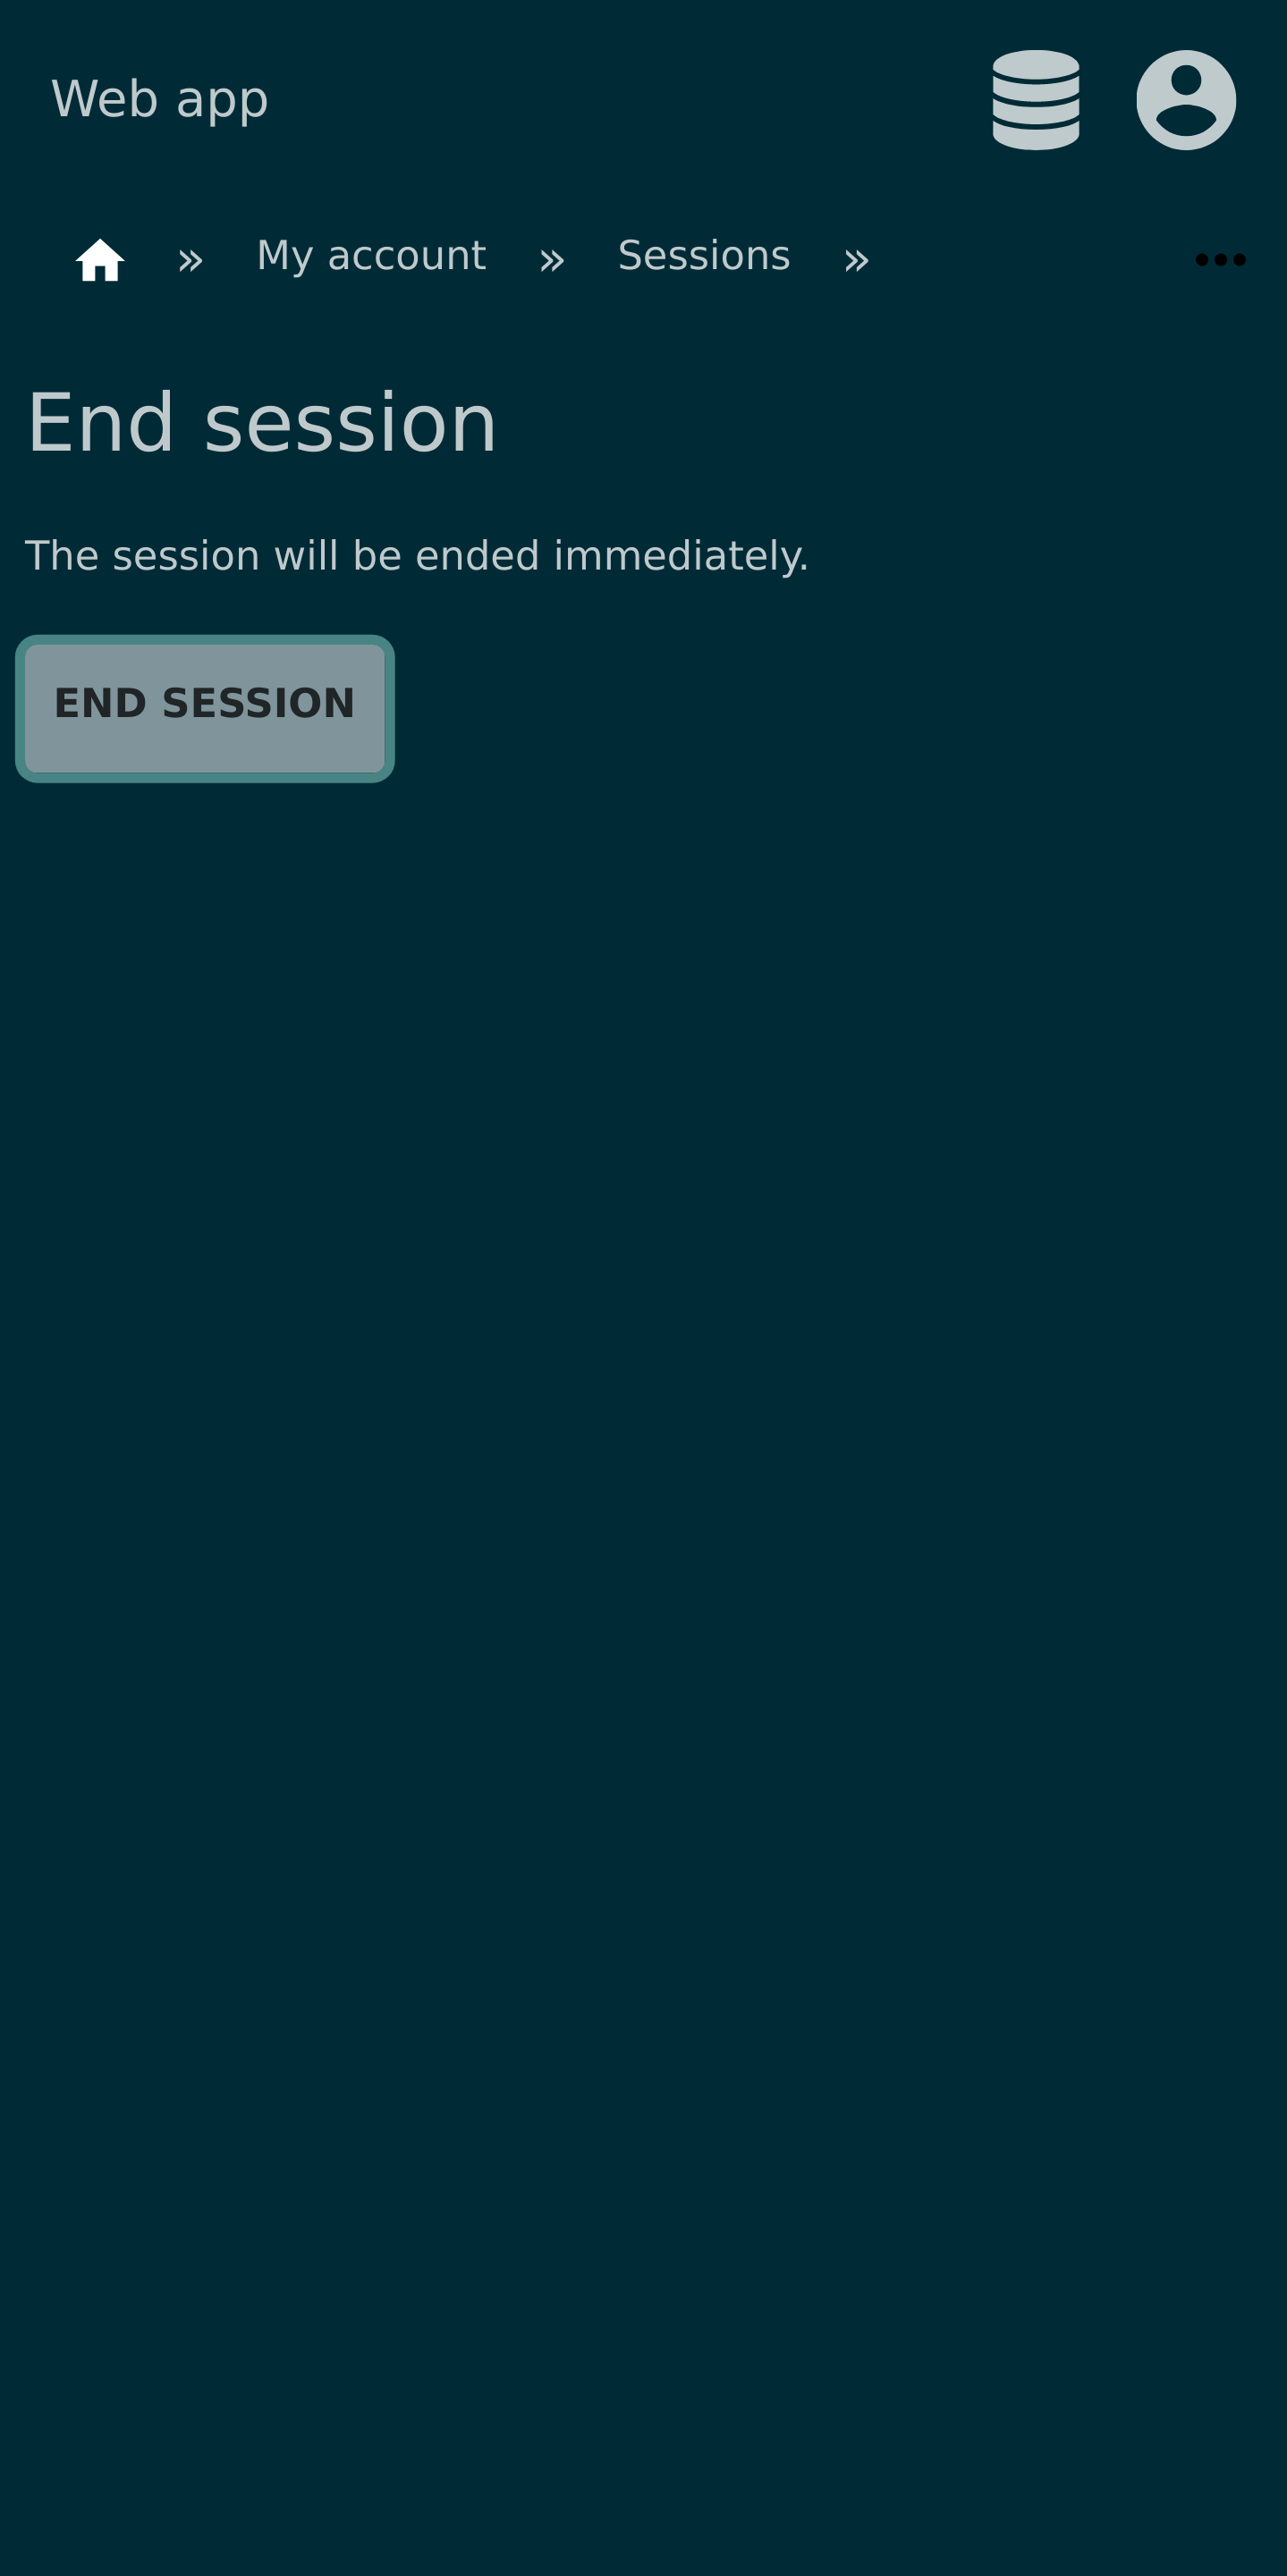 Web app
» My account » Sessions »
End session
The session will be ended immediately.
END SESSION